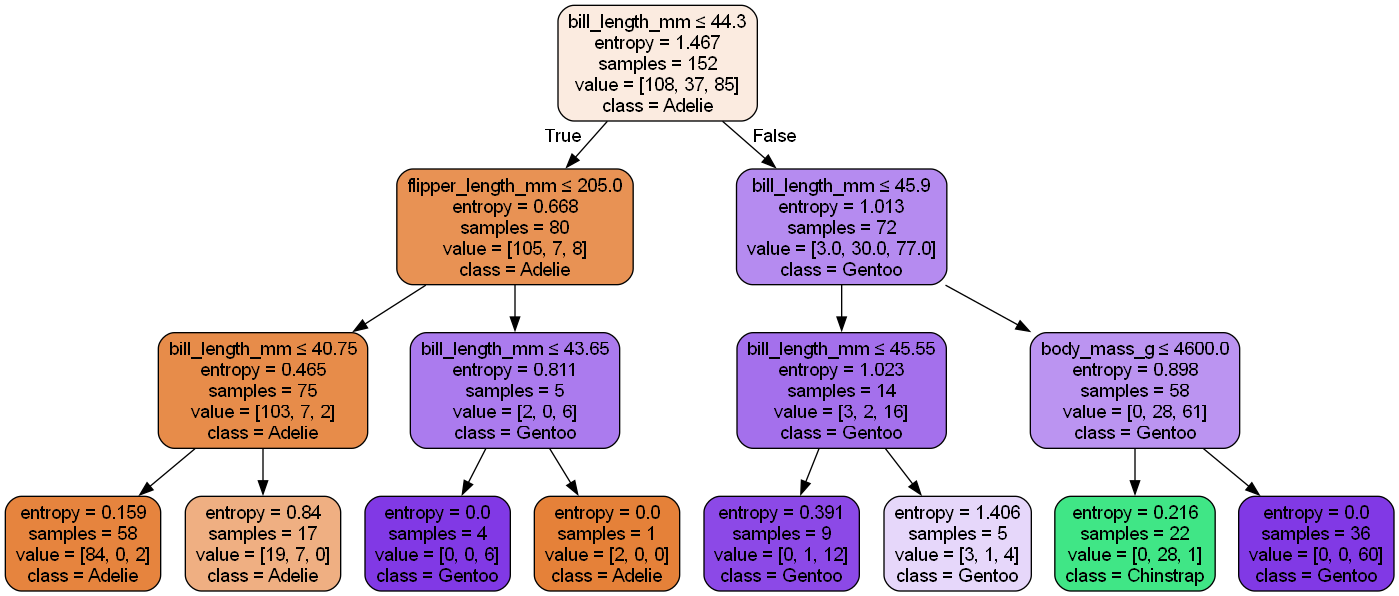 bill_length_mm ≤ 44.3
entropy = 1.467
samples = 152
value = [108, 37, 85]
class = Adelie
True
False
flipper_length_mm ≤ 205.0
entropy = 0.668
samples = 80
value = [105, 7, 8]
class = Adelie
bill_length_mm ≤ 45.9
entropy = 1.013
samples = 72
value = [3.0, 30.0, 77.0]
class = Gentoo
bill_length_mm ≤ 40.75
entropy = 0.465
samples = 75
value = [103, 7, 2]
class = Adelie
bill_length_mm ≤ 43.65
entropy = 0.811
samples = 5
value = [2, 0, 6]
class = Gentoo
bill_length_mm ≤ 45.55
entropy = 1.023
samples = 14
value = [3, 2, 16]
class = Gentoo
body_mass_g ≤ 4600.0
entropy = 0.898
samples = 58
value = [0, 28, 61]
class = Gentoo
entropy = 0.159
samples = 58
value = [84, 0, 2]
class = Adelie
entropy = 0.84
samples = 17
value = [19, 7, 0]
class = Adelie
entropy = 0.0
samples = 4
value = [0, 0, 6]
class = Gentoo
entropy = 0.0
samples = 1
value = [2, 0, 0]
class = Adelie
entropy = 0.391
samples = 9
value = [0, 1, 12]
class = Gentoo
entropy = 1.406
samples = 5
value = [3, 1, 4]
class = Gentoo
entropy = 0.216
samples = 22
value = [0, 28, 1]
class = Chinstrap
entropy = 0.0
samples = 36
value = [0, 0, 60]
class = Gentoo